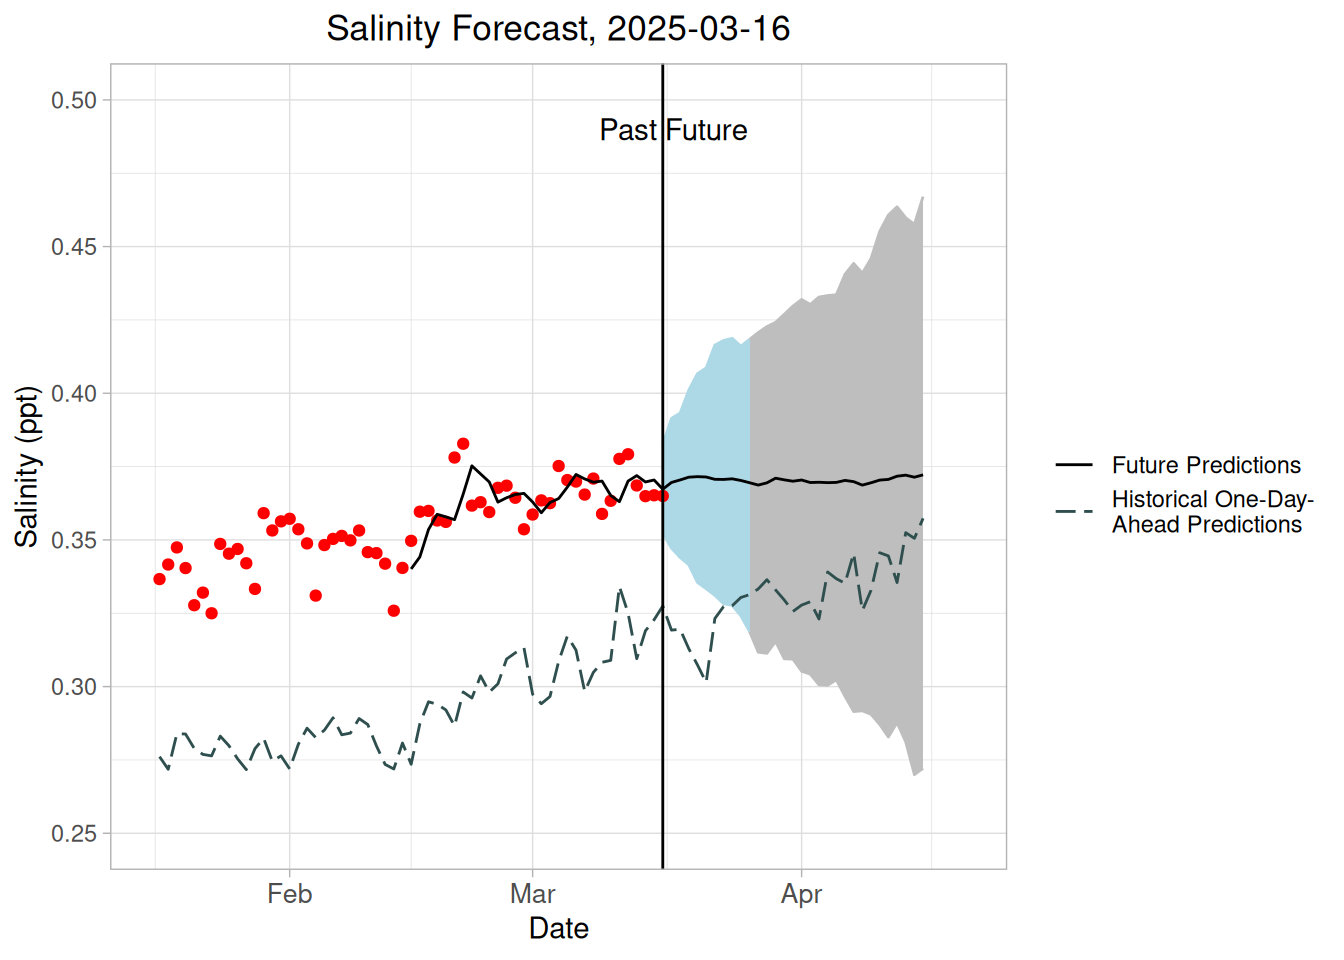 Salinity Forecast, 2025-03-16
0.50
Past Future
0.45
0.40
Salinity (ppt)
0.35
0.30
0.25
Feb Mar Apr
Date
Future Predictions
Historical One-Day-
Ahead Predictions